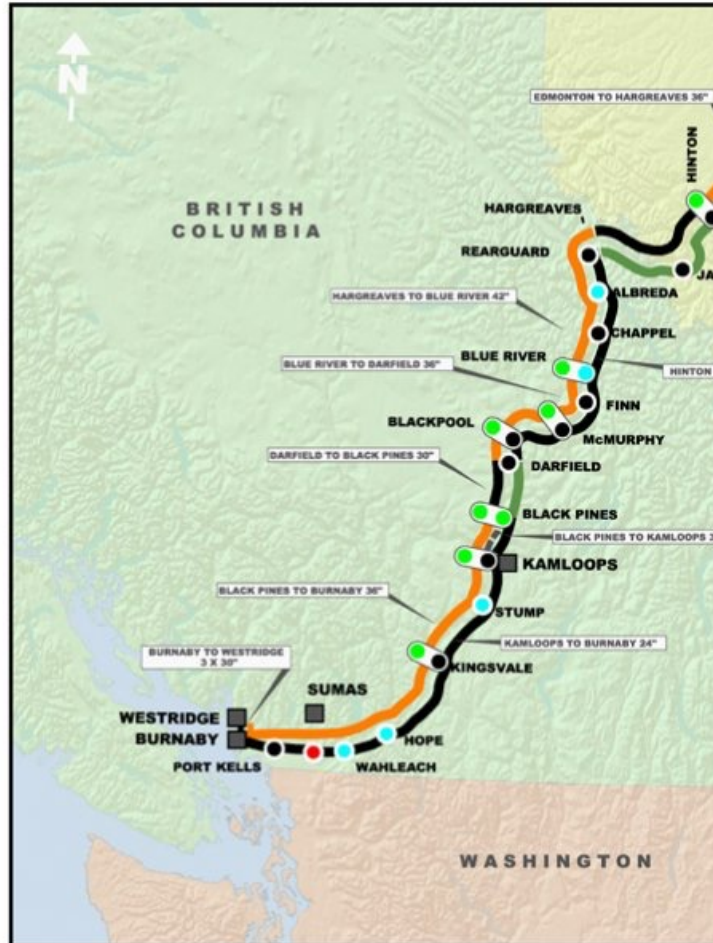 N
EDMONTON TO HARGREAVES 36"
HINTON
BRITISH
COLUMBIA
HARGREAVES
REARGUARD
JA
HARGREAVES TO BLUE RIVER 42"
ALBREDA
CHAPPEL
BLUE RIVER
BLUE RIVER TO DARFIELD 36"
HINTON
FINN
BLACKPOOL
McMURPHY
DARFIELD TO BLACK PINES 30"
DARFIELD
BLACK PINES
BLACK PINES TO KAMLOOPS 3
KAMLOOPS
BLACK PINES TO BURNABY 36"
STUMP
KAMLOOPS TO BURNABY 24"
BURNABY TO WESTRIDGE
3 X 30"
KINGSVALE
SUMAS
WESTRIDGE
BURNABY
HOPE
PORT KELLS
WAHLEACH
WASHINGTON